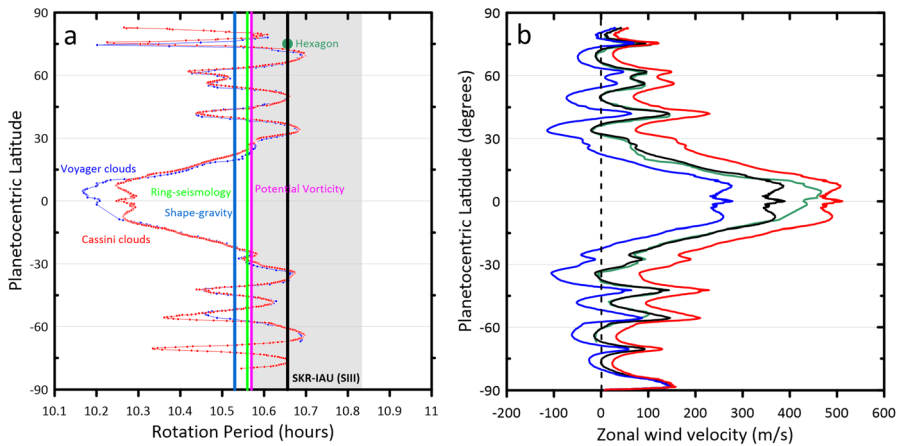 a
90
60
30
0
-30
-60
-90
Planetocentric Latitude
Hexagon
Voyager clouds
Ring-seismology
Potential Vorticity
Shape-gravity
Cassini clouds
SKR-IAU (SIII)
10.1 10.2 10.3 10.4 10.5 10.6 10.7 10.8 10.9 11
Rotation Period (hours)
b
90
60
30
0
-30
-60
-90
Planetocentric Latidude (degrees)
-200 -100 0 100 200 300 400 500 600
Zonal wind velocity (m/s)